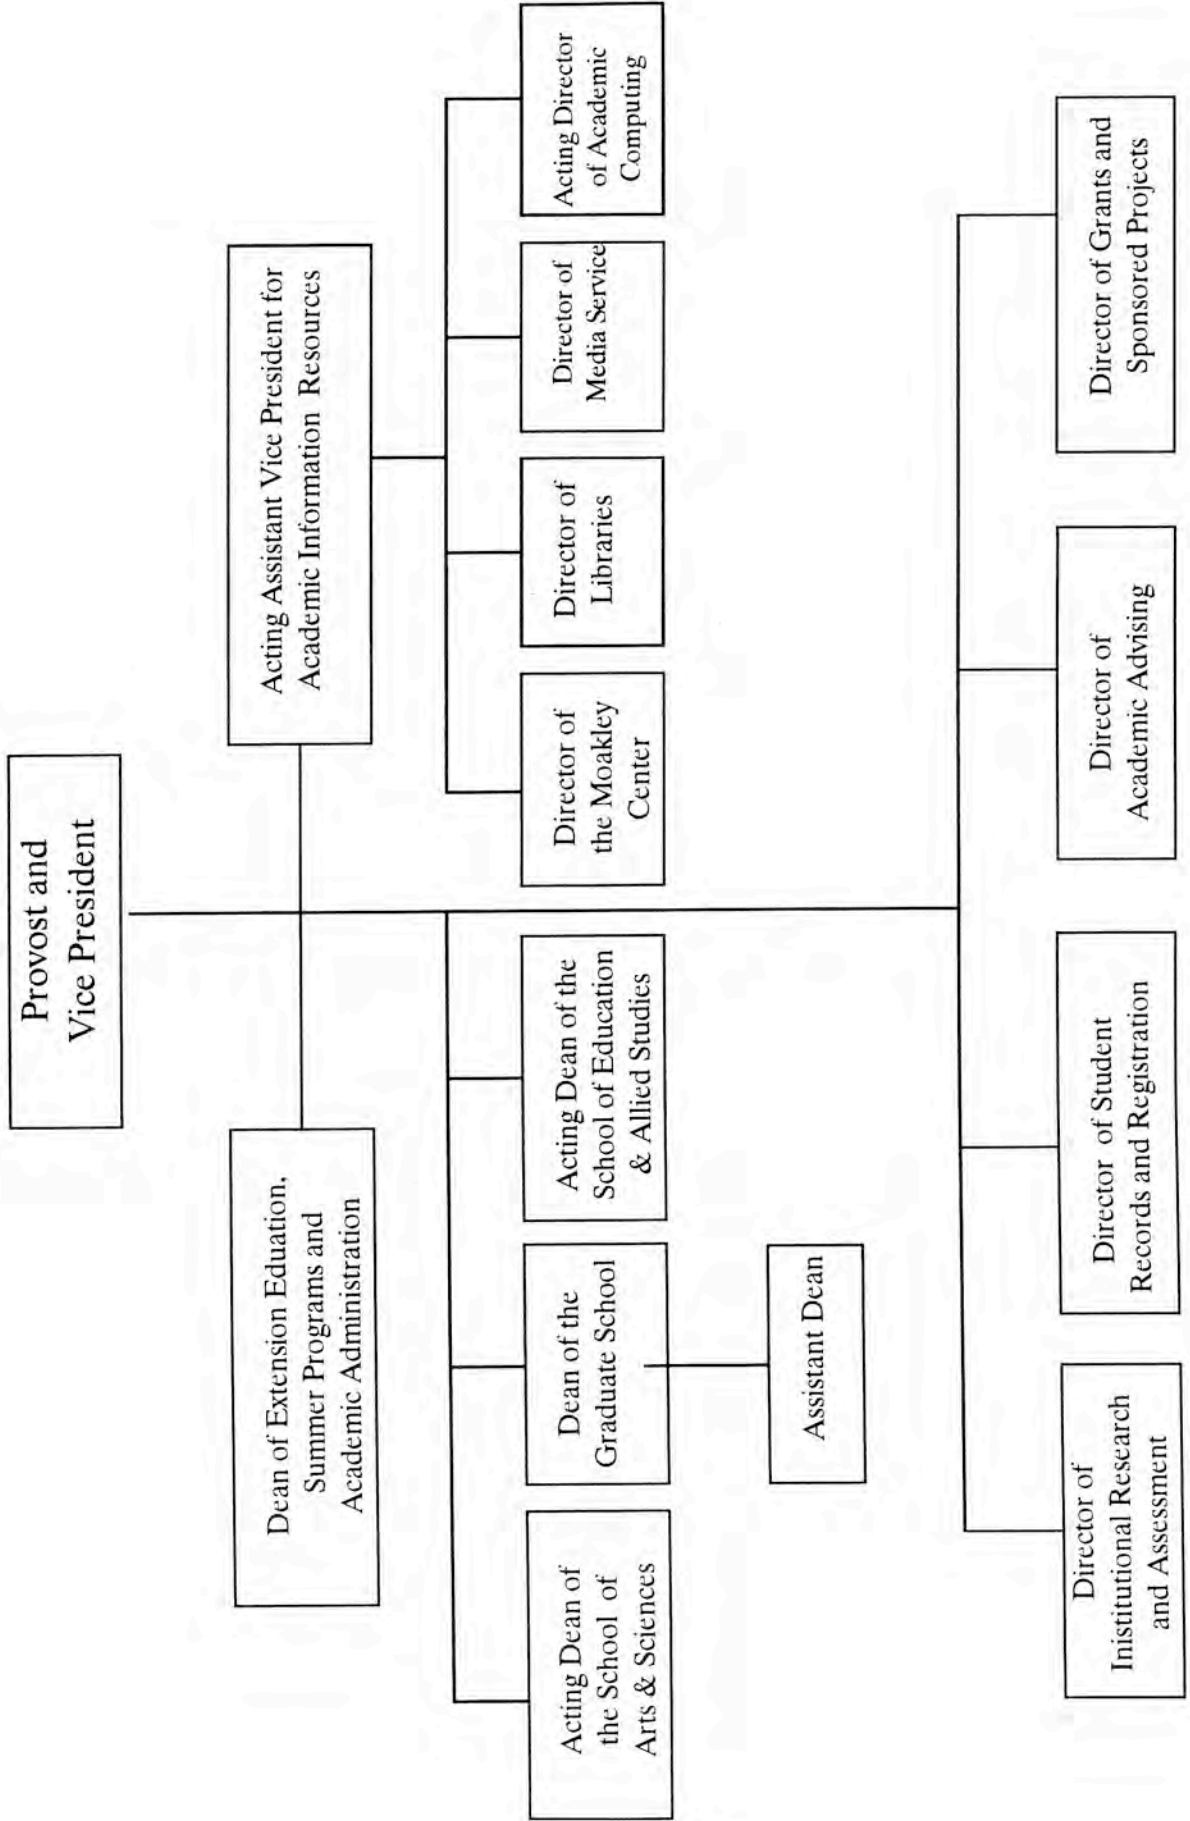 Provost and
Vice President
Dean of Extension Eduation,
Summer Programs and
Academic Administration
Acting Assistant Vice President for
Academic Information Resources
Acting Dean of
the School of
Arts & Sciences
Dean of the
Graduate School
Acting Dean of the
School of Education
& Allied Studies
Director of
the Moakley
Center
Director of
Libraries
Director of
Media Service
Acting Director
of Academic
Computing
Assistant Dean
Director of
Inistitutional Research
and Assessment
Director of Student
Records and Registration
Director of
Academic Advising
Director of Grants and
Sponsored Projects